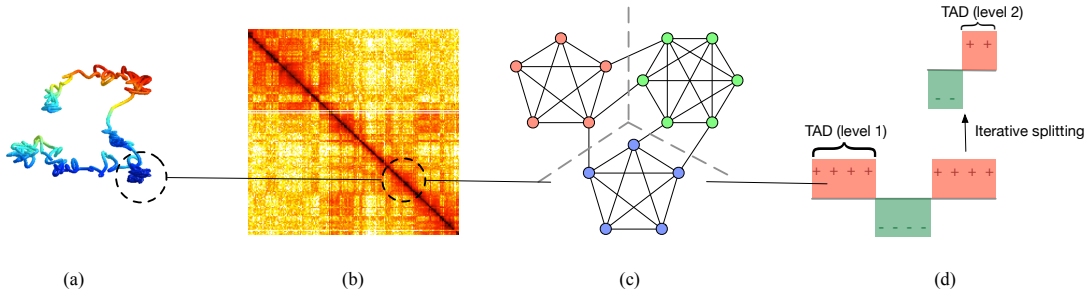 TAD (level 2)
+ +
- -
TAD (level 1)
Iterative splitting
+ + + +
+ + + +
- - - -
(a)
(b)
(c)
(d)